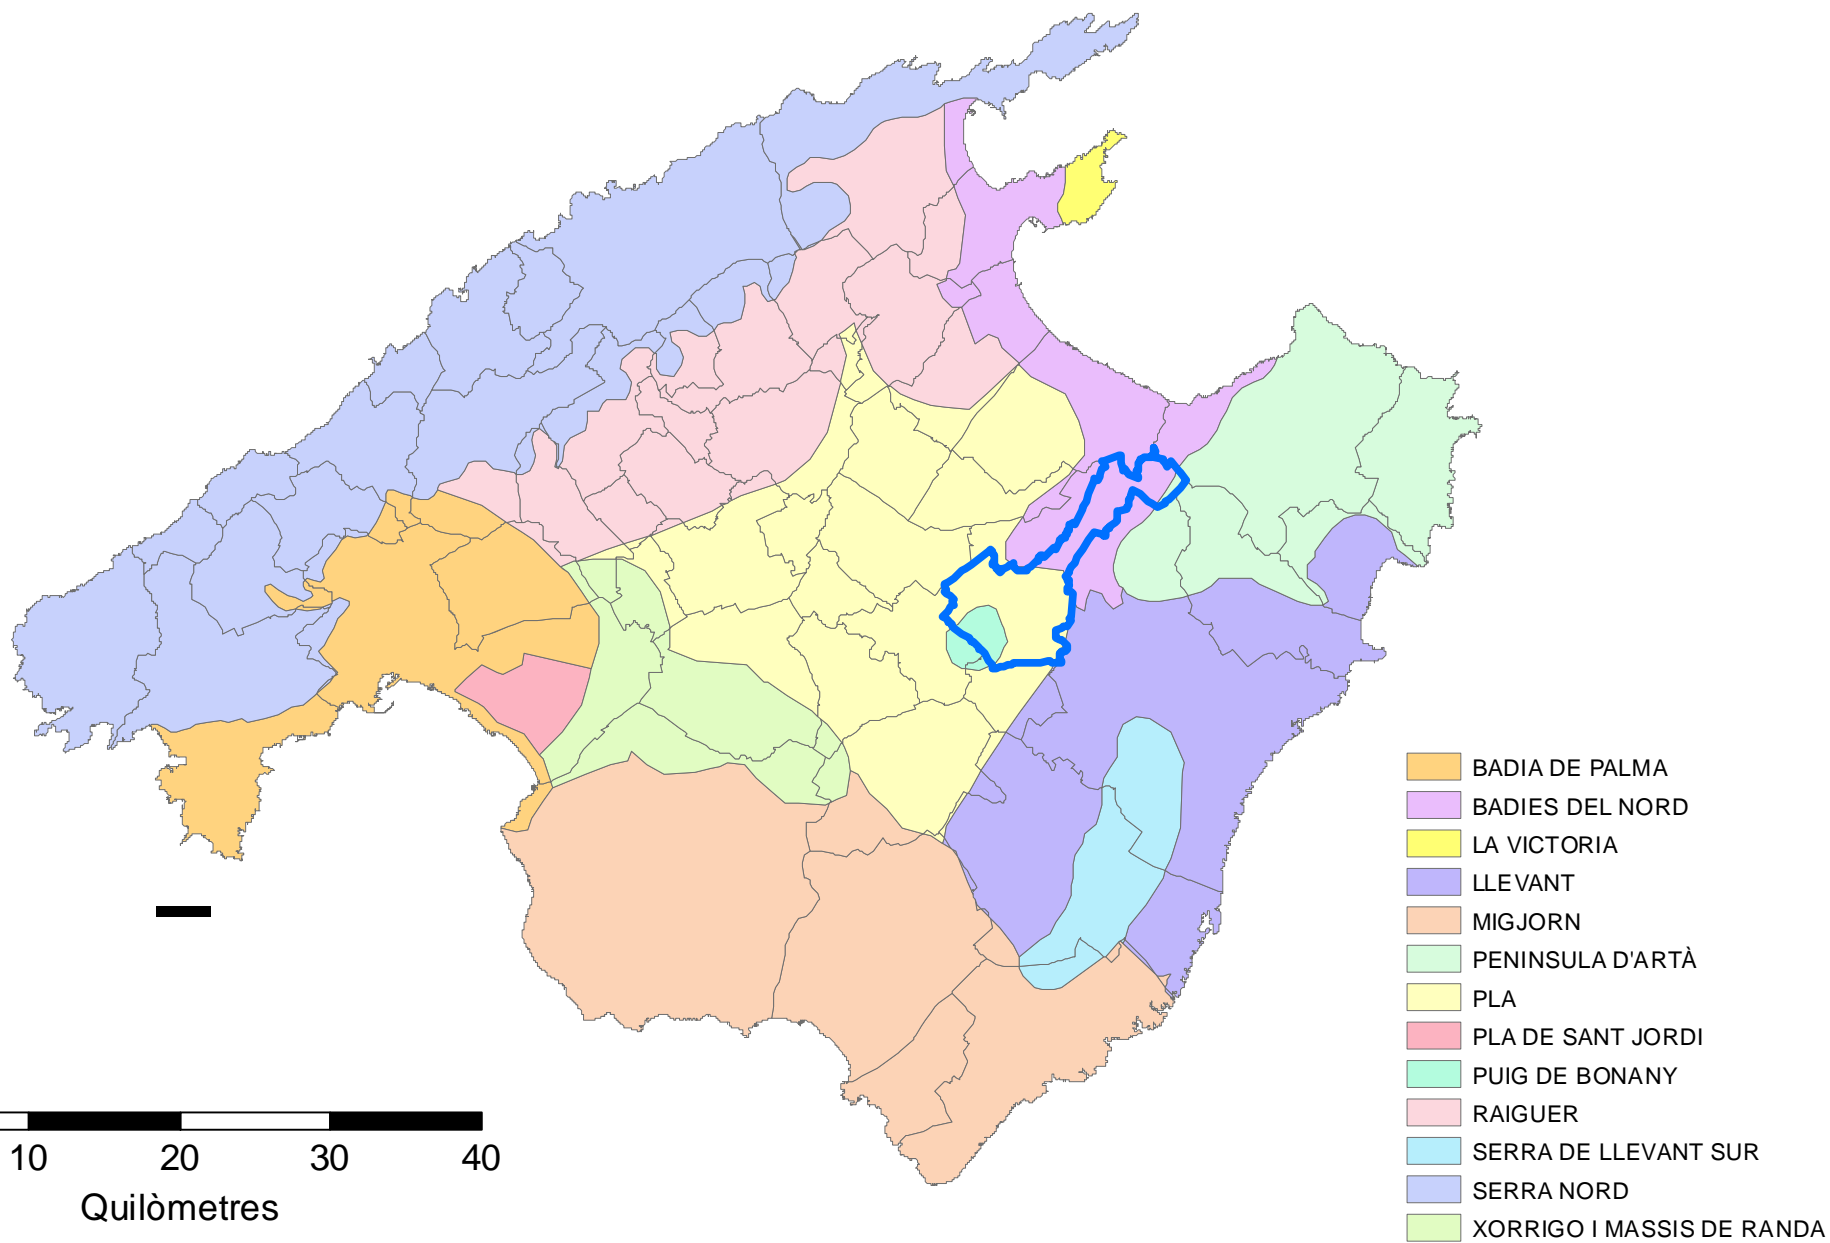 BADIA DE PALMA
BADIES DEL NORD
LA VICTORIA
LLEVANT
MIGJORN
PENINSULA D'ARTÀ
PLA
PLA DE SANT JORDI
PUIG DE BONANY
RAIGUER
SERRA DE LLEVANT SUR
SERRA NORD
XORRIGO I MASSIS DE RANDA
10 20 30 40
Quilòmetres